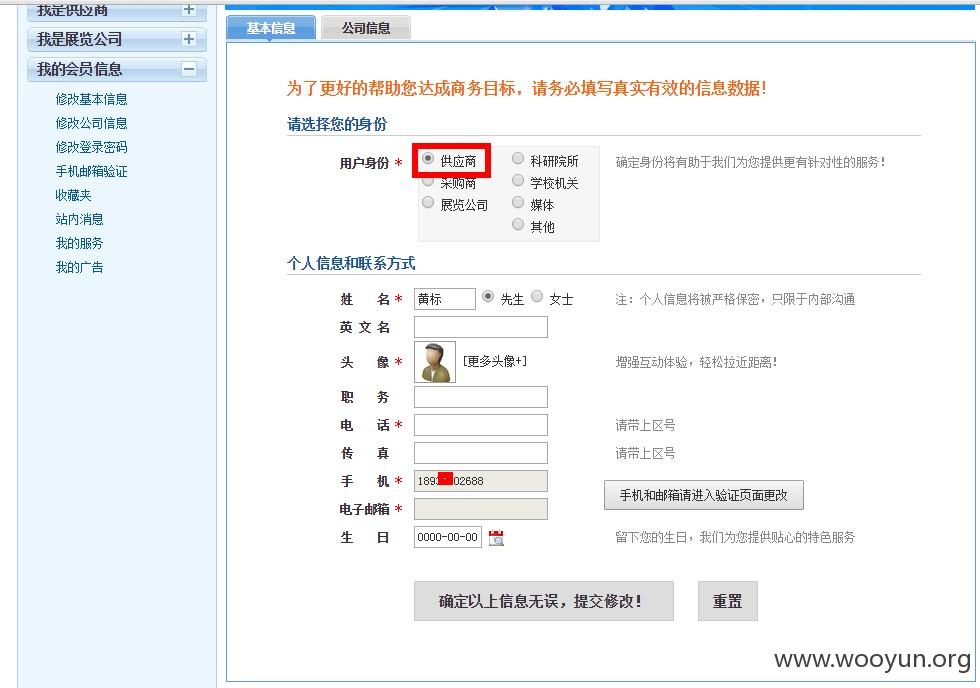 我是供应商
我是展览公司
我的会员信息
修改基本信息
修改公司信息
修改登录密码
手机邮箱验证
收藏夹
站内消息
我的服务
我的广告
基本信息 公司信息
为了更好的帮助您达成商务目标，请务必填写真实有效的信息数据！
请选择您的身份
用户身份 * 供应商 科研院所 确定身份将有助于我们为您提供更有针对性的服务！
采购商 学校机关
展览公司 媒体
其他
个人信息和联系方式
姓 名 * 黄标 先生 女士 注：个人信息将被严格保密，只限于内部沟通
英 文 名
头 像 * [更多头像+] 增强互动体验，轻松拉近距离！
职 务
电 话 * 请带上区号
传 真 请带上区号
手 机 * 189 02688 手机和邮箱请进入验证页面更改
电子邮箱 *
生 日 0000-00-00 留下您的生日，我们为您提供贴心的特色服务
确定以上信息无误，提交修改！ 重置
www.wooyun.org